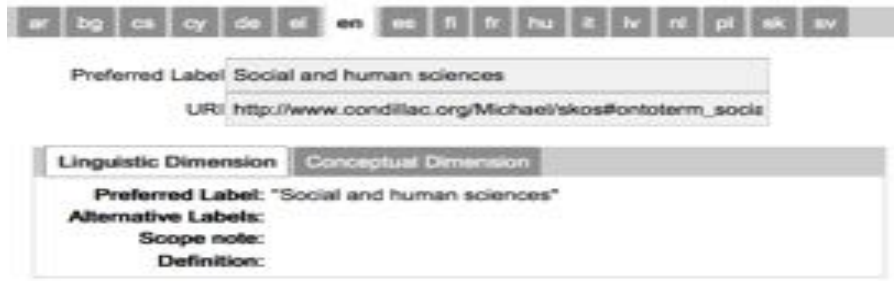 ar bg cs cy de el en es fi fr hu it lv nl pl sk sv
Preferred Label Social and human sciences
URI http://www.condillac.org/Michael/skos#ontoterm_socia
Linguistic Dimension Conceptual Dimension
Preferred Label: "Social and human sciences"
Alternative Labels:
Scope note:
Definition: